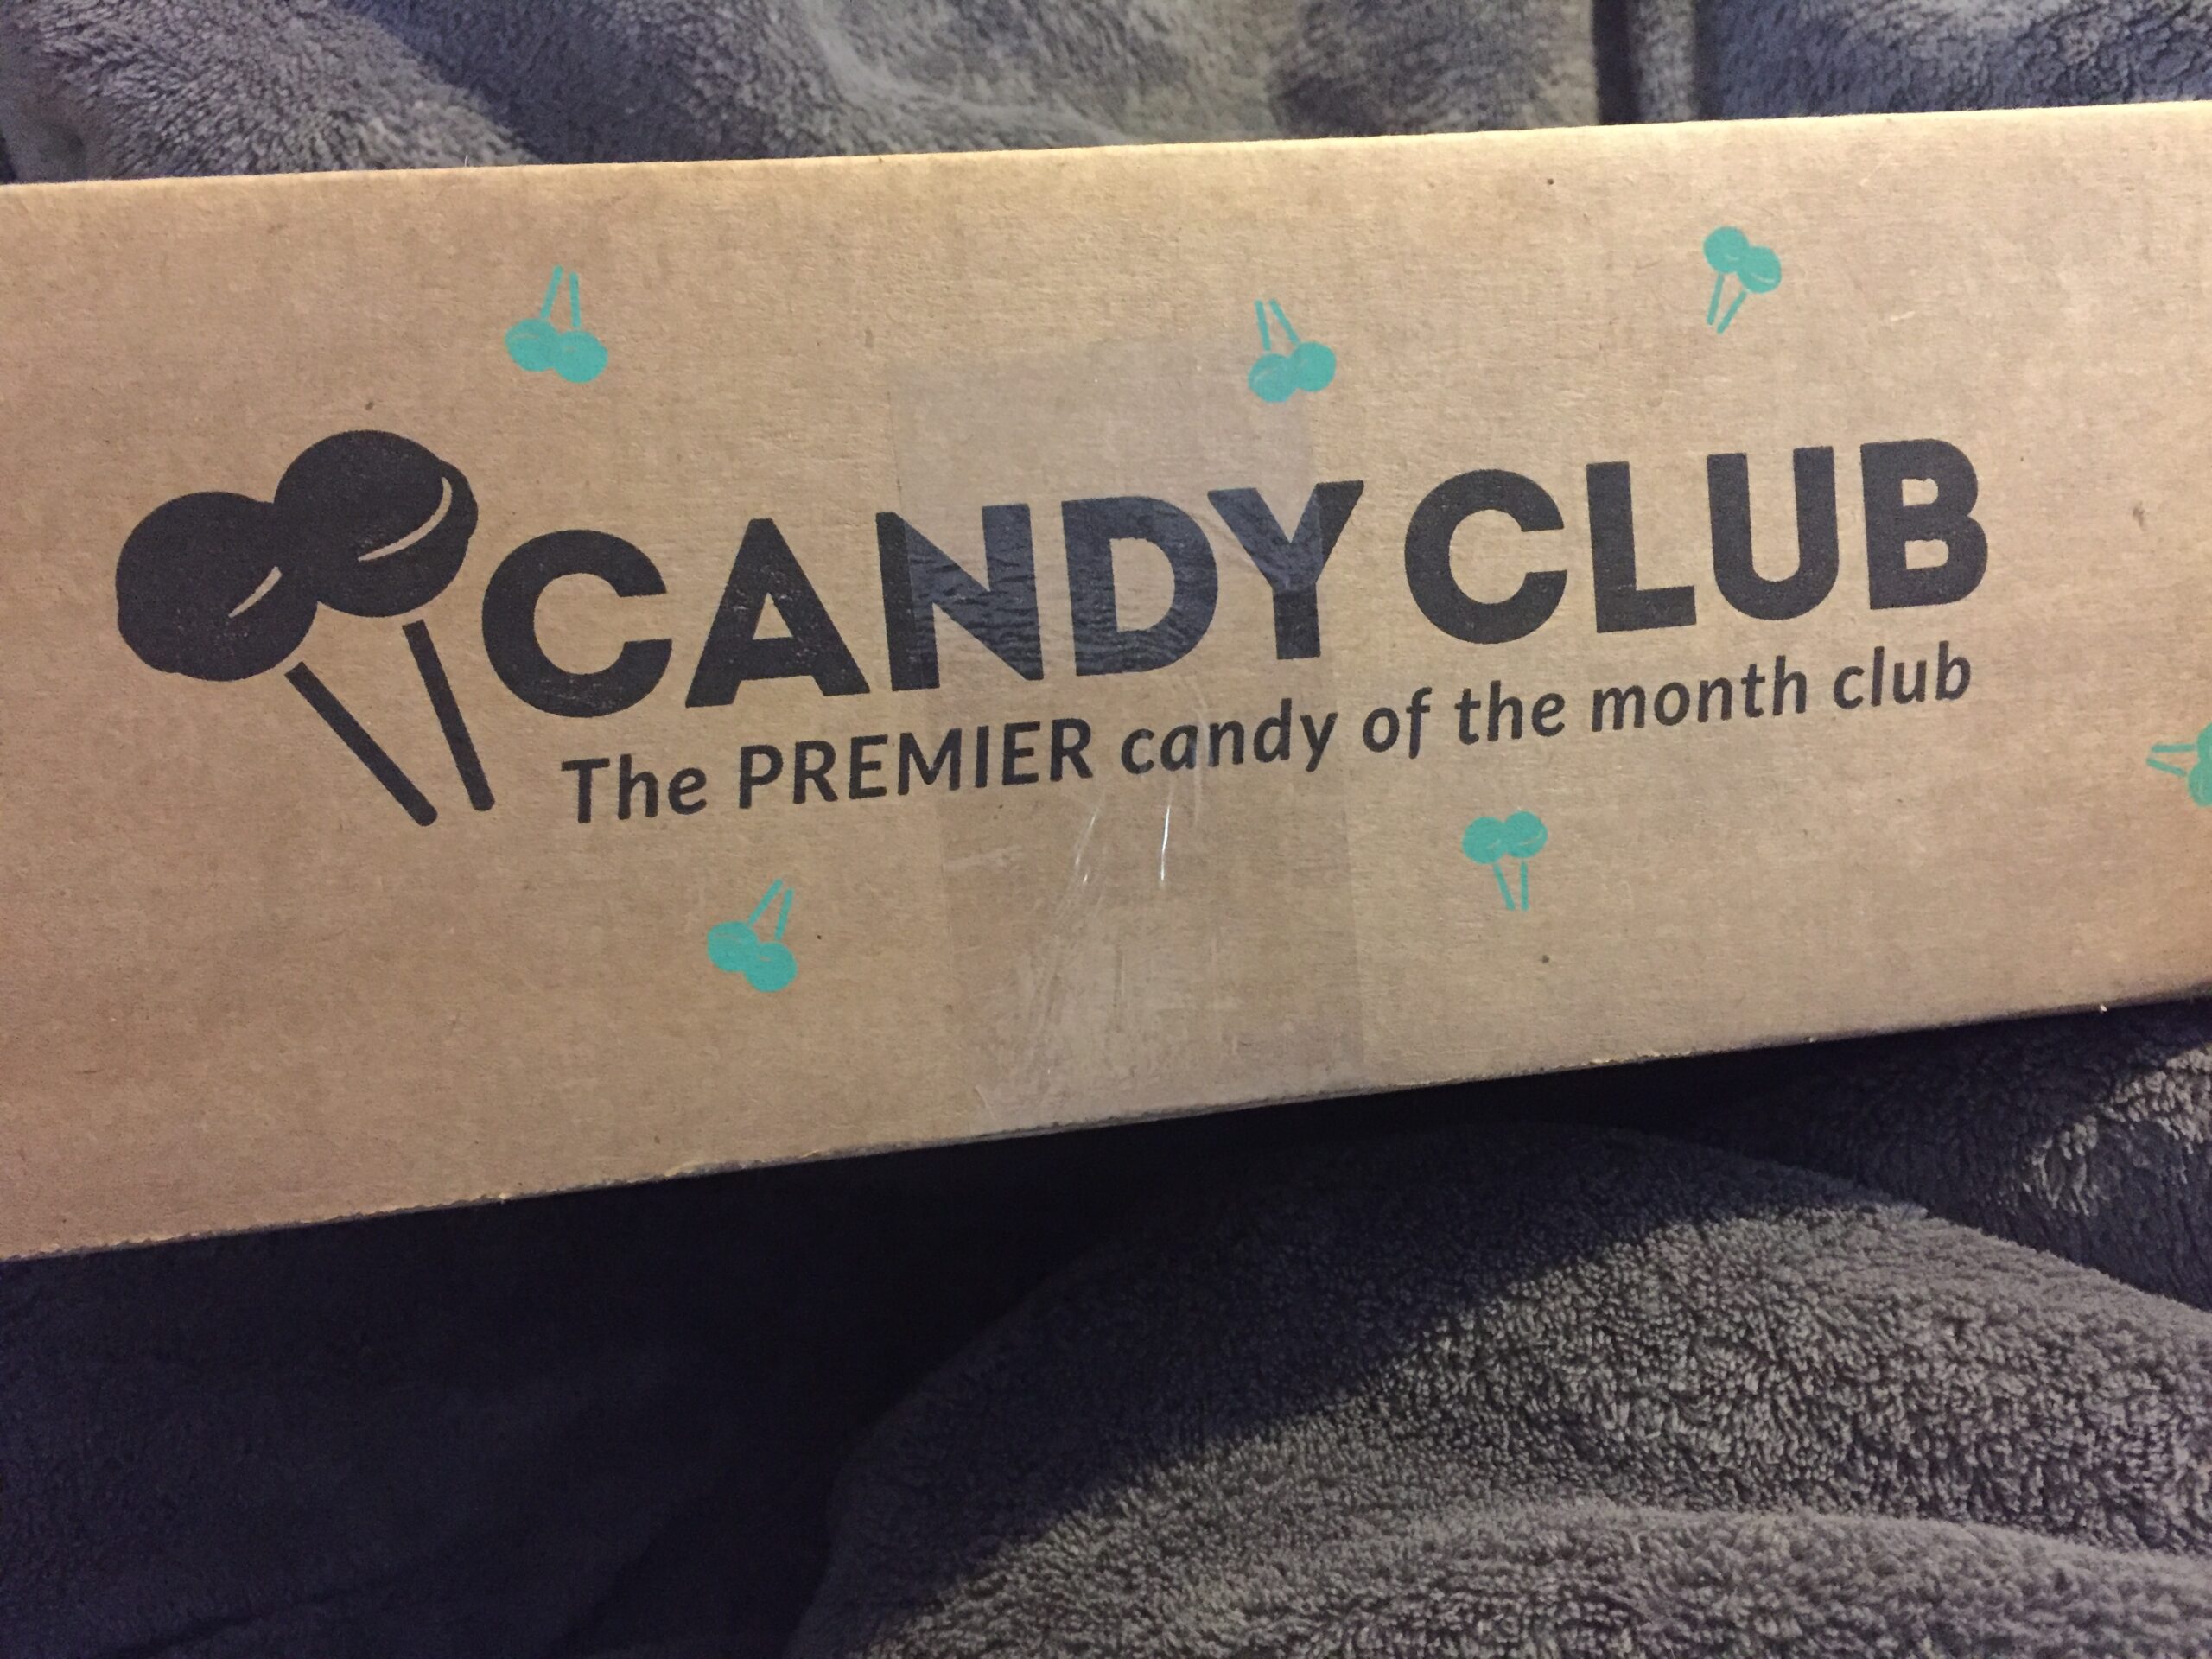 CANDY CLUB
The PREMIER candy of the month club